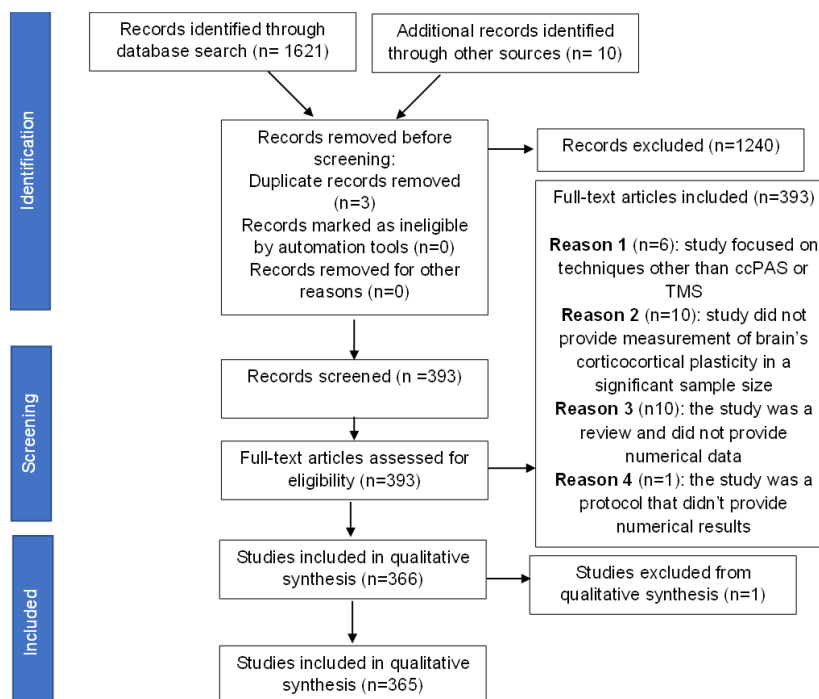 Records identified through
database search (n= 1621)
Additional records identified
through other sources (n= 10)
Identification
Records removed before
screening:
Duplicate records removed
(n=3)
Records marked as ineligible
by automation tools (n=0)
Records removed for other
reasons (n=0)
Records excluded (n=1240)
Full-text articles included (n=393)
Reason 1 (n=6): study focused on
techniques other than ccPAS or
TMS
Reason 2 (n=10): study did not
provide measurement of brain's
corticocortical plasticity in a
significant sample size
Reason 3 (n10): the study was a
review and did not provide
numerical data
Reason 4 (n=1): the study was a
protocol that didn't provide
numerical results
Screening
Records screened (n =393)
Full-text articles assessed for
eligibility (n=393)
Included
Studies included in qualitative
synthesis (n=366)
Studies excluded from
qualitative synthesis (n=1)
Studies included in qualitative
synthesis (n=365)